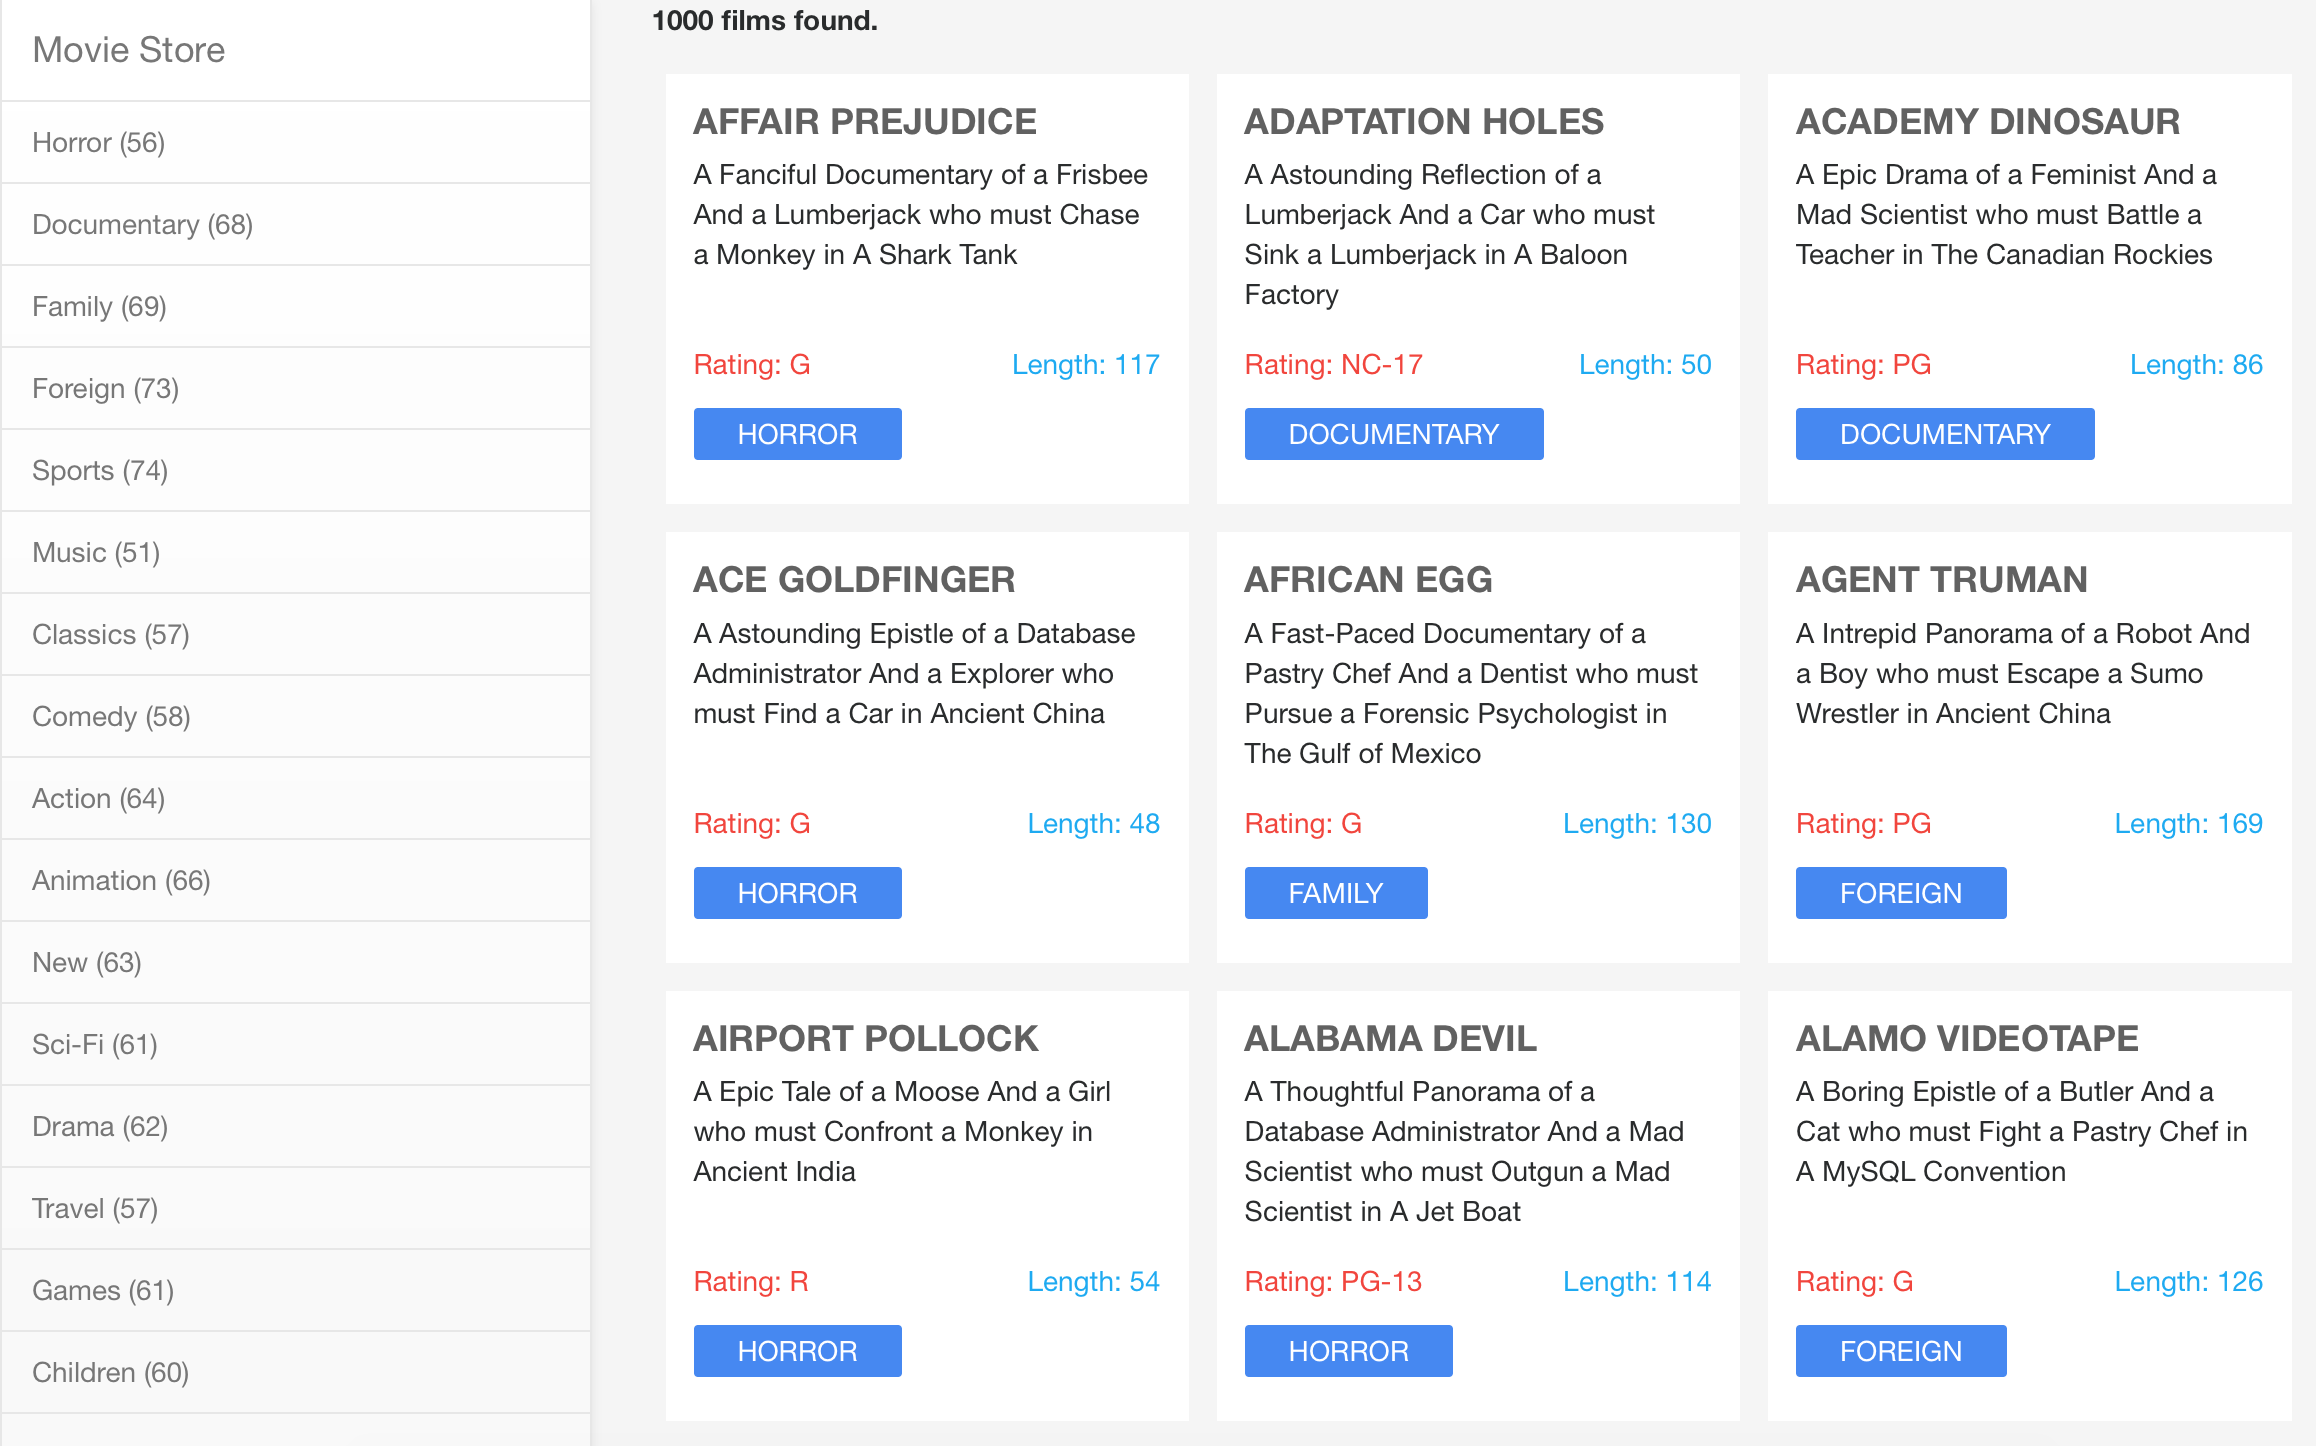 Movie Store
Horror (56)
Documentary (68)
Family (69)
Foreign (73)
Sports (74)
Music (51)
Classics (57)
Comedy (58)
Action (64)
Animation (66)
New (63)
Sci-Fi (61)
Drama (62)
Travel (57)
Games (61)
Children (60)
1000 films found.
AFFAIR PREJUDICE
A Fanciful Documentary of a Frisbee
And a Lumberjack who must Chase
a Monkey in A Shark Tank
Rating: G Length: 117
HORROR
ADAPTATION HOLES
A Astounding Reflection of a
Lumberjack And a Car who must
Sink a Lumberjack in A Baloon
Factory
Rating: NC-17 Length: 50
DOCUMENTARY
ACADEMY DINOSAUR
A Epic Drama of a Feminist And a
Mad Scientist who must Battle a
Teacher in The Canadian Rockies
Rating: PG Length: 86
DOCUMENTARY
ACE GOLDFINGER
A Astounding Epistle of a Database
Administrator And a Explorer who
must Find a Car in Ancient China
Rating: G Length: 48
HORROR
AFRICAN EGG
A Fast-Paced Documentary of a
Pastry Chef And a Dentist who must
Pursue a Forensic Psychologist in
The Gulf of Mexico
Rating: G Length: 130
FAMILY
AGENT TRUMAN
A Intrepid Panorama of a Robot And
a Boy who must Escape a Sumo
Wrestler in Ancient China
Rating: PG Length: 169
FOREIGN
AIRPORT POLLOCK
A Epic Tale of a Moose And a Girl
who must Confront a Monkey in
Ancient India
Rating: R Length: 54
HORROR
ALABAMA DEVIL
A Thoughtful Panorama of a
Database Administrator And a Mad
Scientist who must Outgun a Mad
Scientist in A Jet Boat
Rating: PG-13 Length: 114
HORROR
ALAMO VIDEOTAPE
A Boring Epistle of a Butler And a
Cat who must Fight a Pastry Chef in
A MySQL Convention
Rating: G Length: 126
FOREIGN